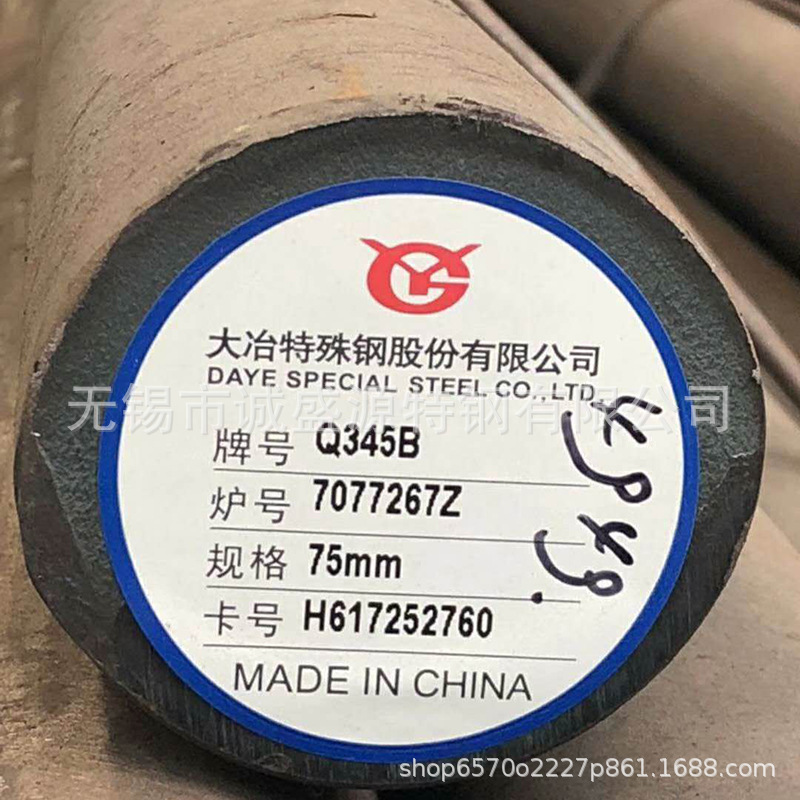 大冶特殊钢股份有限公司
DAYE SPECIAL STEEL CO.,LTD.
无锡市诚盛源特钢有限公司
牌号 Q345B
炉号 7077267Z
规格 75mm
卡号 H617252760
MADE IN CHINA
shop6570o2227p861.1688.com